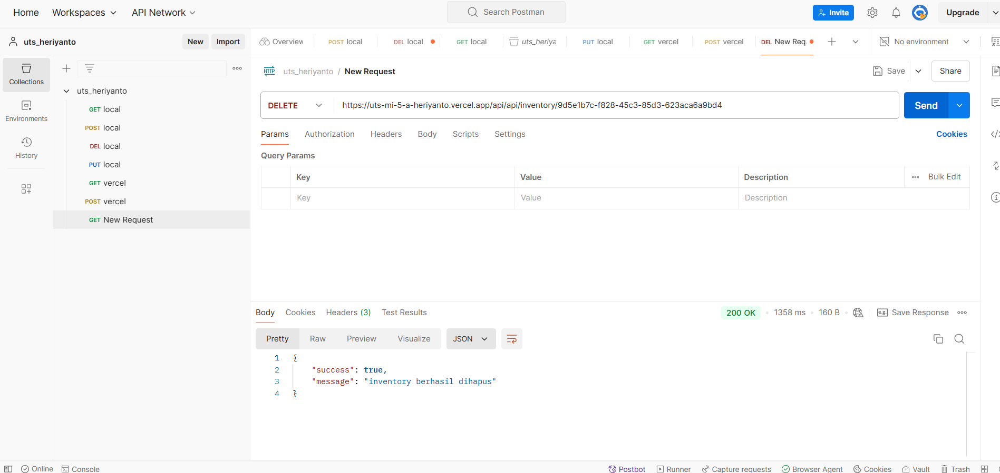 Home Workspaces API Network Search Postman Invite Upgrade
uts_heriyanto New Import
Overview POST local DEL local GET local uts_heriya PUT local GET vercel POST vercel DEL New Req No environment
Collections
Environments
History
uts_heriyanto
GET local
POST local
DEL local
PUT local
GET vercel
POST vercel
GET New Request
HTTP uts_heriyanto / New Request Save Share
DELETE https://uts-mi-5-a-heriyanto.vercel.app/api/api/inventory/9d5e1b7c-f828-45c3-85d3-623aca6a9bd4 Send
Params Authorization Headers Body Scripts Settings Cookies
Query Params
Key Value Description Bulk Edit
Key Value Description
Body Cookies Headers (3) Test Results 200 OK 1358 ms 160 B e.g. Save Response
Pretty Raw Preview Visualize JSON
1 {
2 "success": true,
3 "message": "inventory berhasil dihapus"
4 }
Online Console Postbot Runner Capture requests Browser Agent Cookies Vault Trash